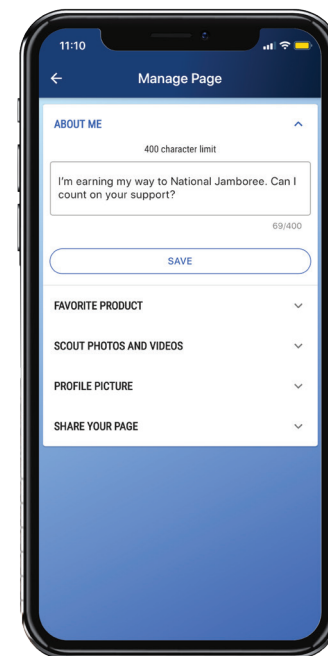 11:10
Manage Page
ABOUT ME
400 character limit
I'm earning my way to National Jamboree. Can I
count on your support?
69/400
SAVE
FAVORITE PRODUCT
SCOUT PHOTOS AND VIDEOS
PROFILE PICTURE
SHARE YOUR PAGE